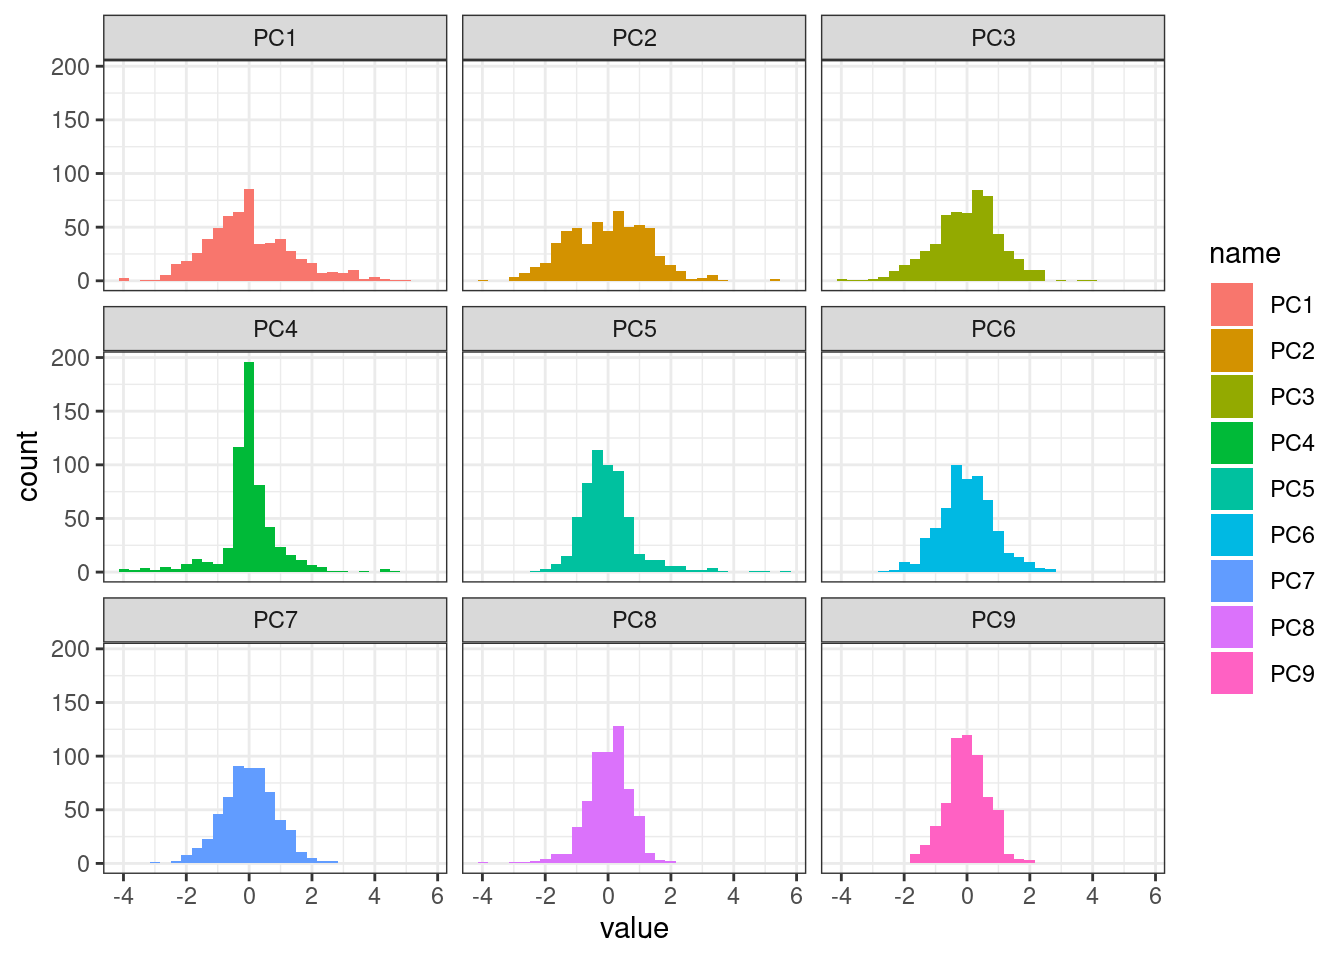 PC1 PC2 PC3
200
150
100
50
0
PC4 PC5 PC6
200
150
100
50
0
PC7 PC8 PC9
200
150
100
50
0
-4 -2 0 2 4 6 -4 -2 0 2 4 6 -4 -2 0 2 4 6
value
count
name
PC1
PC2
PC3
PC4
PC5
PC6
PC7
PC8
PC9